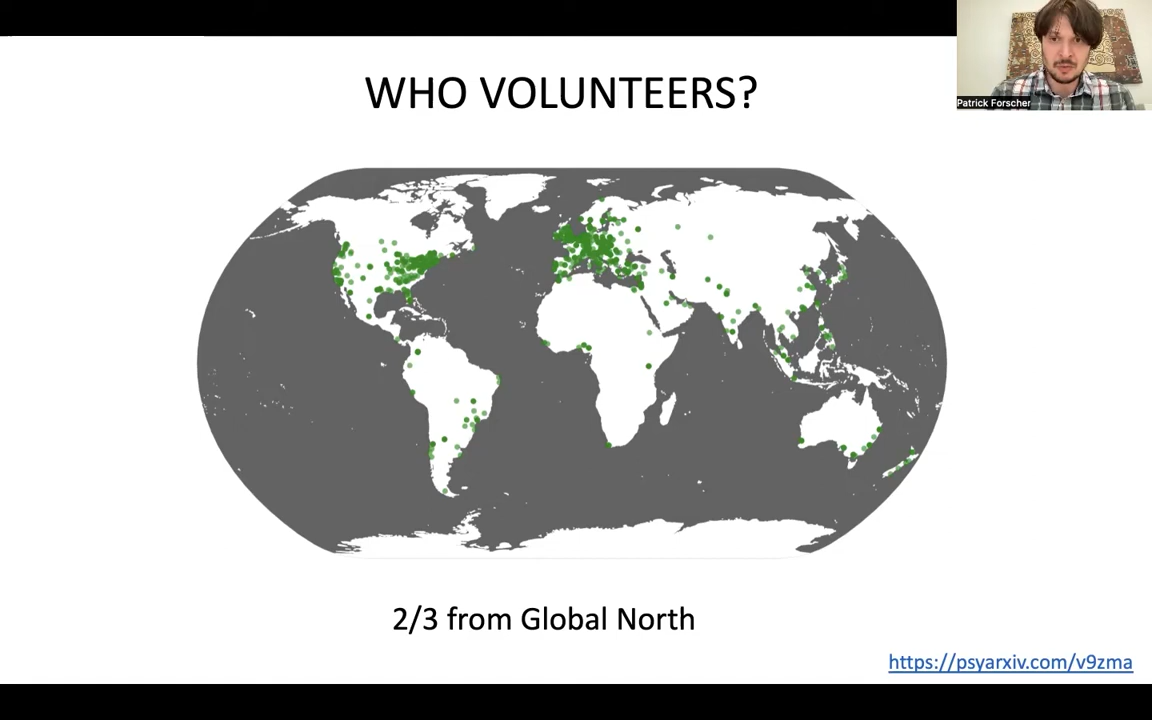 WHO VOLUNTEERS?
Patrick Forscher
2/3 from Global North
https://psyarxiv.com/v9zma